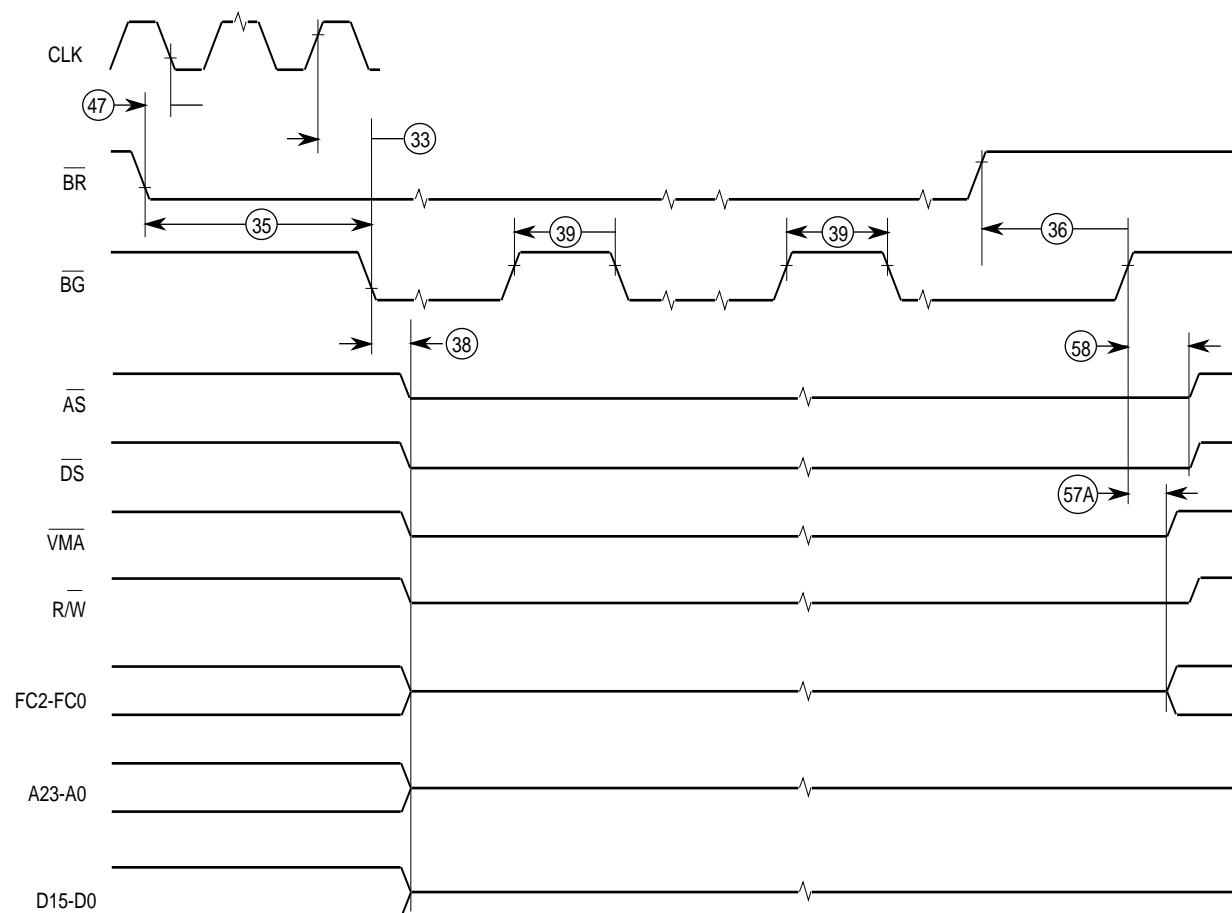 CLK
47
33
BR
35
39
39
36
BG
38
58
AS
DS
57A
VMA
R/W
FC2-FC0
A23-A0
D15-D0